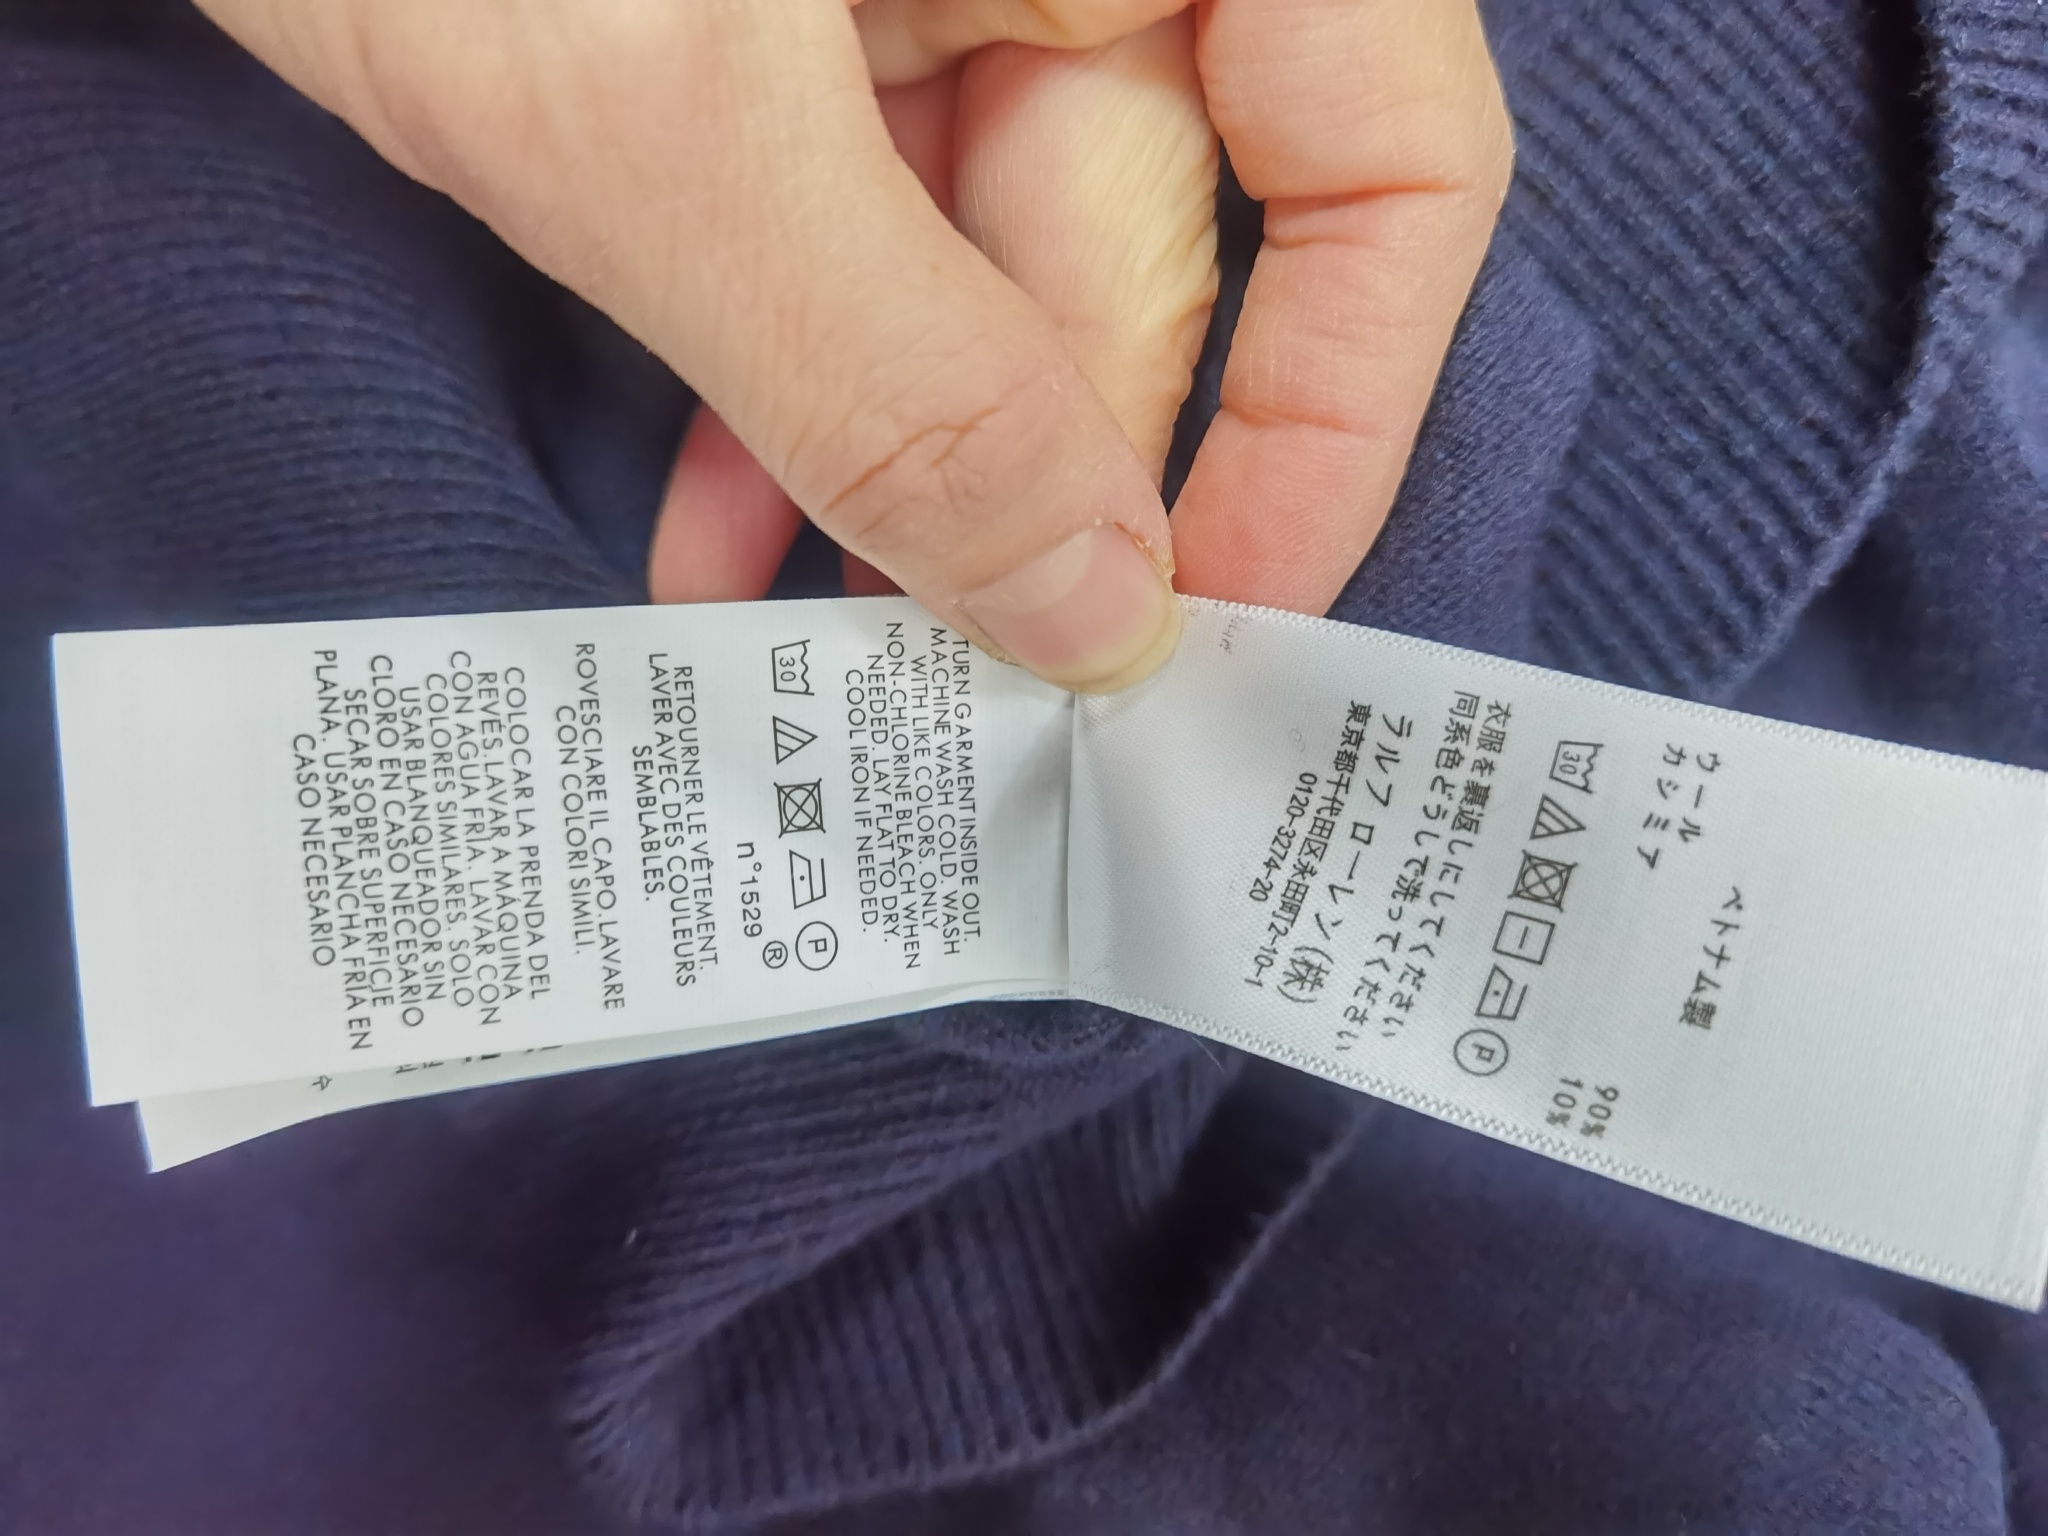 TURN GARMENT INSIDE OUT.
MACHINE WASH COLD. WASH
WITH LIKE COLORS. ONLY
NON-CHLORINE BLEACH WHEN
NEEDED. LAY FLAT TO DRY.
COOL IRON IF NEEDED.
30
P
®
n°1529
RETOURNER LE VÊTEMENT.
LAVER AVEC DES COULEURS
SEMBLABLES.
ROVESCIARE IL CAPO.LAVARE
CON COLORI SIMILI.
COLOCAR LA PRENDA DEL
REVÉS. LAVAR A MÁQUINA
CON AGUA FRÍA. LAVAR CON
COLORES SIMILARES. SOLO
USAR BLANQUEADOR SIN
CLORO EN CASO NECESARIO
SECAR SOBRE SUPERFICIE
PLANA. USAR PLANCHA FRÍA EN
CASO NECESARIO
ベトナム製
ウール 90%
カシミア 10%
30
P
衣服を裏返しにしてください
同系色どうしで洗ってください
ラルフ ローレン(株)
東京都千代田区永田町2-10-1
0120-3274-20